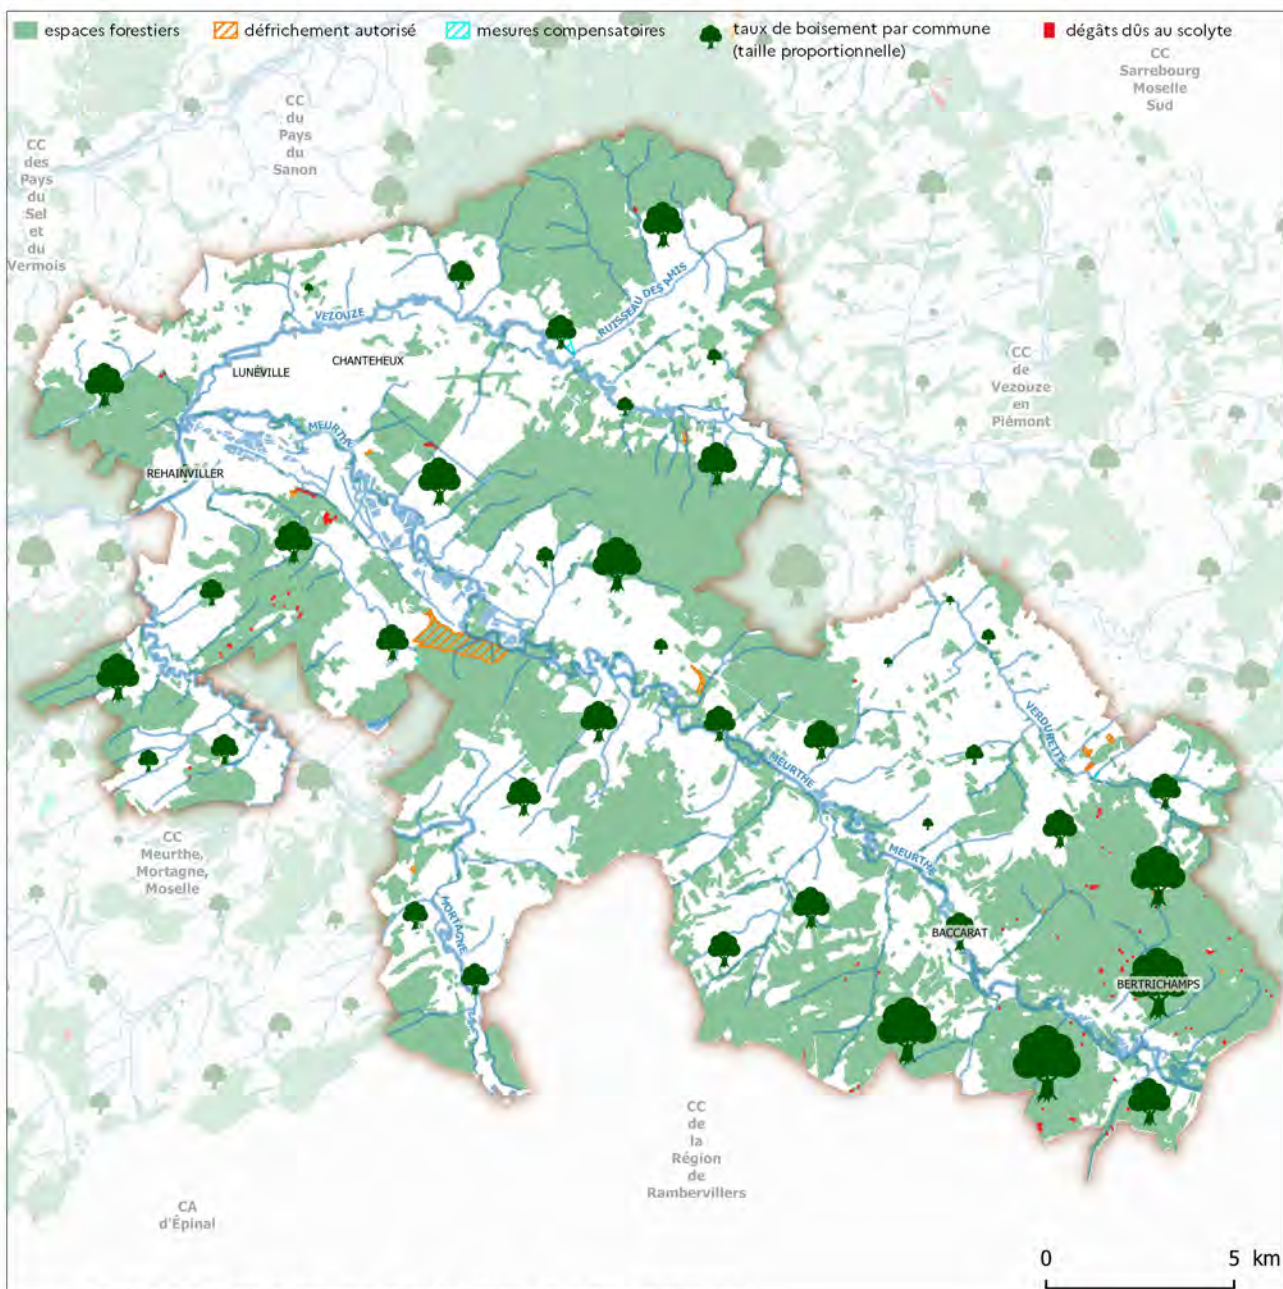 espaces forestiers
défrichement autorisé
mesures compensatoires
taux de boisement par commune
(taille proportionnelle)
dégâts dûs au scolyte
CC
Sarrebourg
Moselle
Sud
CC
du
Pays
du
Sanon
CC
des
Pays
du
Sel
et
du
Vermois
RUISSEAU DES AMIS
VEZOUZE
CHANTEHEUX
LUNÉVILLE
CC
de
Vezouze
en
Piémont
MEURTHE
REHAINVILLER
VERDURETTE
MEURTHE
CC
Meurthe,
Mortagne,
Moselle
MEURTHE
MORTAGNE
BACCARAT
BERTRICHAMPS
CC
de
la
Région
de
Rambervillers
CA
d'Épinal
0 5 km